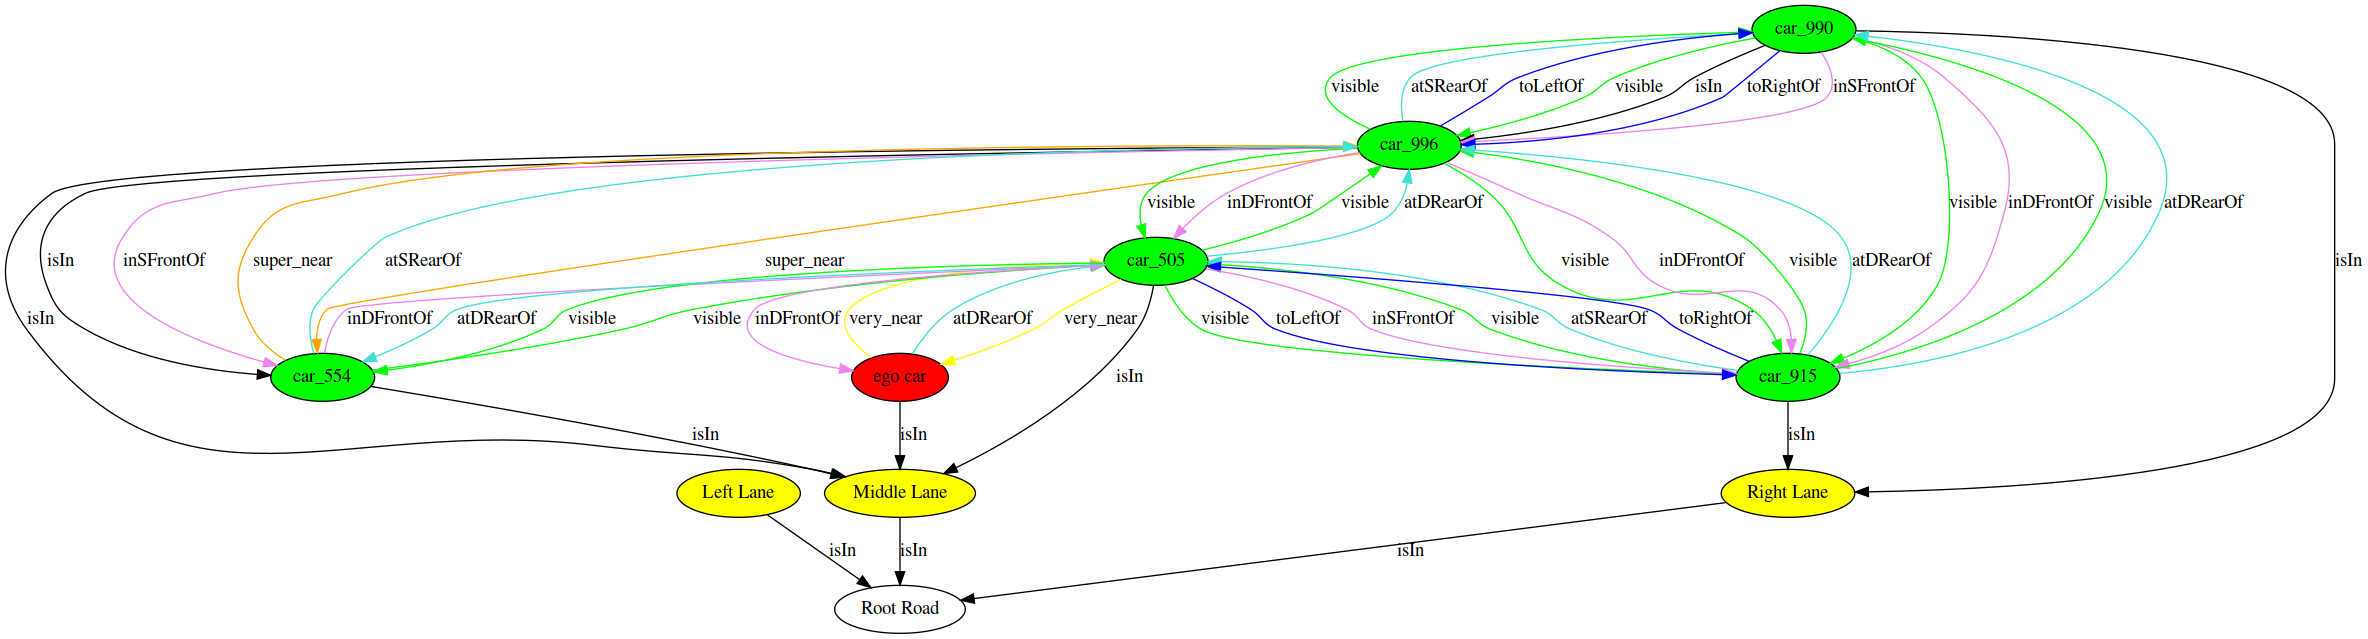 car_990
visible
atSRearOf
toLeftOf
visible
isIn
toRightOf
inSFrontOf
car_996
visible
inDFrontOf
visible
atDRearOf
visible
inDFrontOf
visible
atDRearOf
isIn
inSFrontOf
super_near
atSRearOf
super_near
car_505
visible
inDFrontOf
visible
atDRearOf
isIn
isIn
inDFrontOf
atDRearOf
visible
visible
inDFrontOf
very_near
atDRearOf
very_near
visible
toLeftOf
inSFrontOf
visible
atSRearOf
toRightOf
car_554
ego car
isIn
car_915
isIn
isIn
isIn
Left Lane
Middle Lane
Right Lane
isIn
isIn
isIn
Root Road